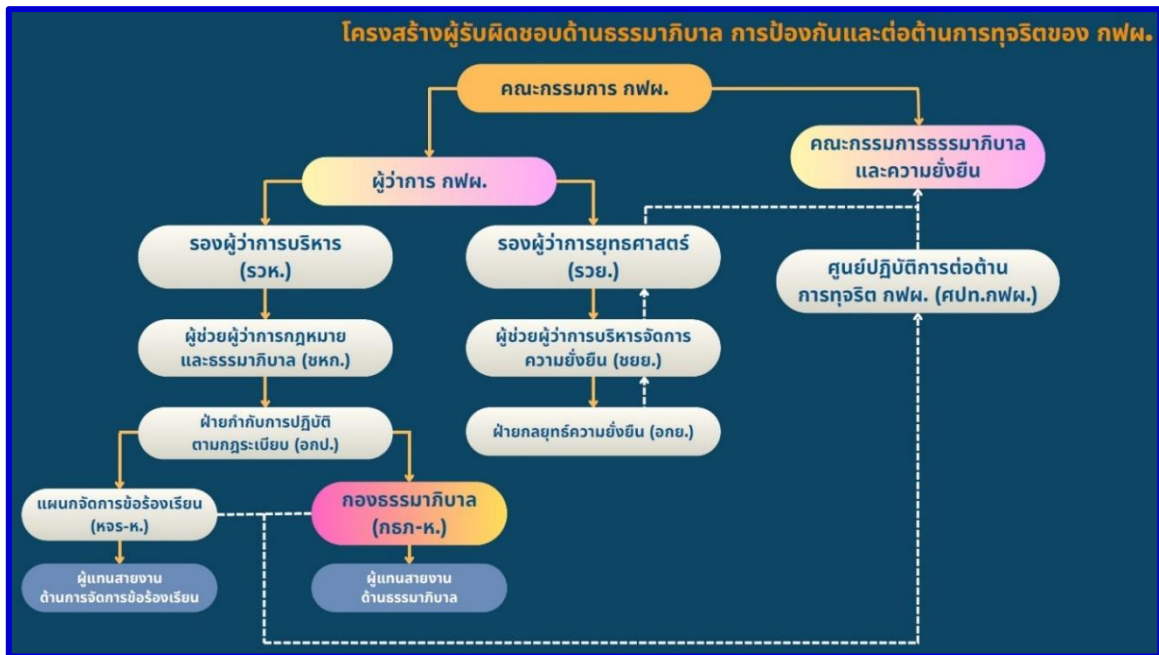 โครงสร้างผู้รับผิดชอบด้านธรรมาภิบาล การป้องกันและต่อต้านการทุจริตของ กฟผ.
คณะกรรมการ กฟผ.
คณะกรรมการธรรมาภิบาล
และความยั่งยืน
ผู้ว่าการ กฟผ.
รองผู้ว่าการบริหาร
(รวห.)
รองผู้ว่าการยุทธศาสตร์
(รวย.)
ศูนย์ปฏิบัติการต่อต้าน
การทุจริต กฟผ. (ศปท.กฟผ.)
ผู้ช่วยผู้ว่าการกฎหมาย
และธรรมาภิบาล (ชหก.)
ผู้ช่วยผู้ว่าการบริหารจัดการ
ความยั่งยืน (ชยย.)
ฝ่ายกำกับการปฏิบัติ
ตามกฎระเบียบ (อกป.)
ฝ่ายกลยุทธ์ความยั่งยืน (อกย.)
แผนกจัดการข้อร้องเรียน
(หจร-ห.)
กองธรรมาภิบาล
(กธภ-ห.)
ผู้แทนสายงาน
ด้านการจัดการข้อร้องเรียน
ผู้แทนสายงาน
ด้านธรรมาภิบาล